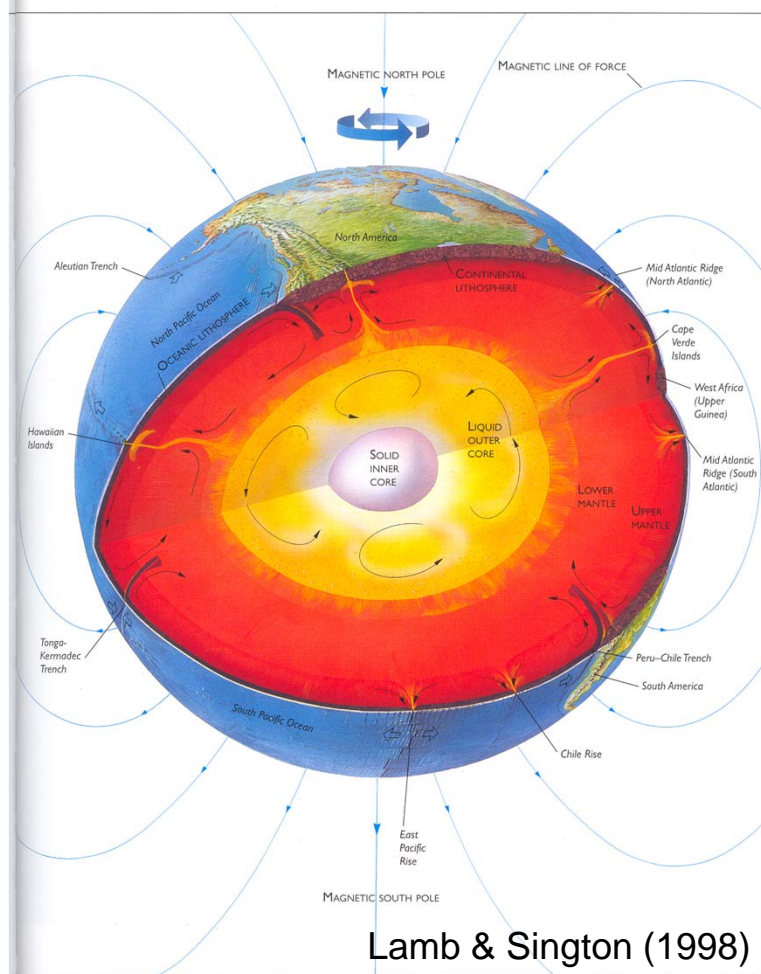 MAGNETIC NORTH POLE
MAGNETIC LINE OF FORCE
North America
Aleutian Trench
CONTINENTAL
LITHOSPHERE
Mid Atlantic Ridge
(North Atlantic)
North Pacific Ocean
OCEANIC LITHOSPHERE
Cape
Verde
Islands
West Africa
(Upper
Guinea)
Hawaiian
Islands
LIQUID
OUTER
CORE
SOLID
INNER
CORE
Mid Atlantic
Ridge (South
Atlantic)
LOWER
MANTLE
UPPER
MANTLE
Tonga-
Kermadec
Trench
Peru–Chile Trench
South America
South Pacific Ocean
Chile Rise
East
Pacific
Rise
MAGNETIC SOUTH POLE
Lamb & Sington (1998)